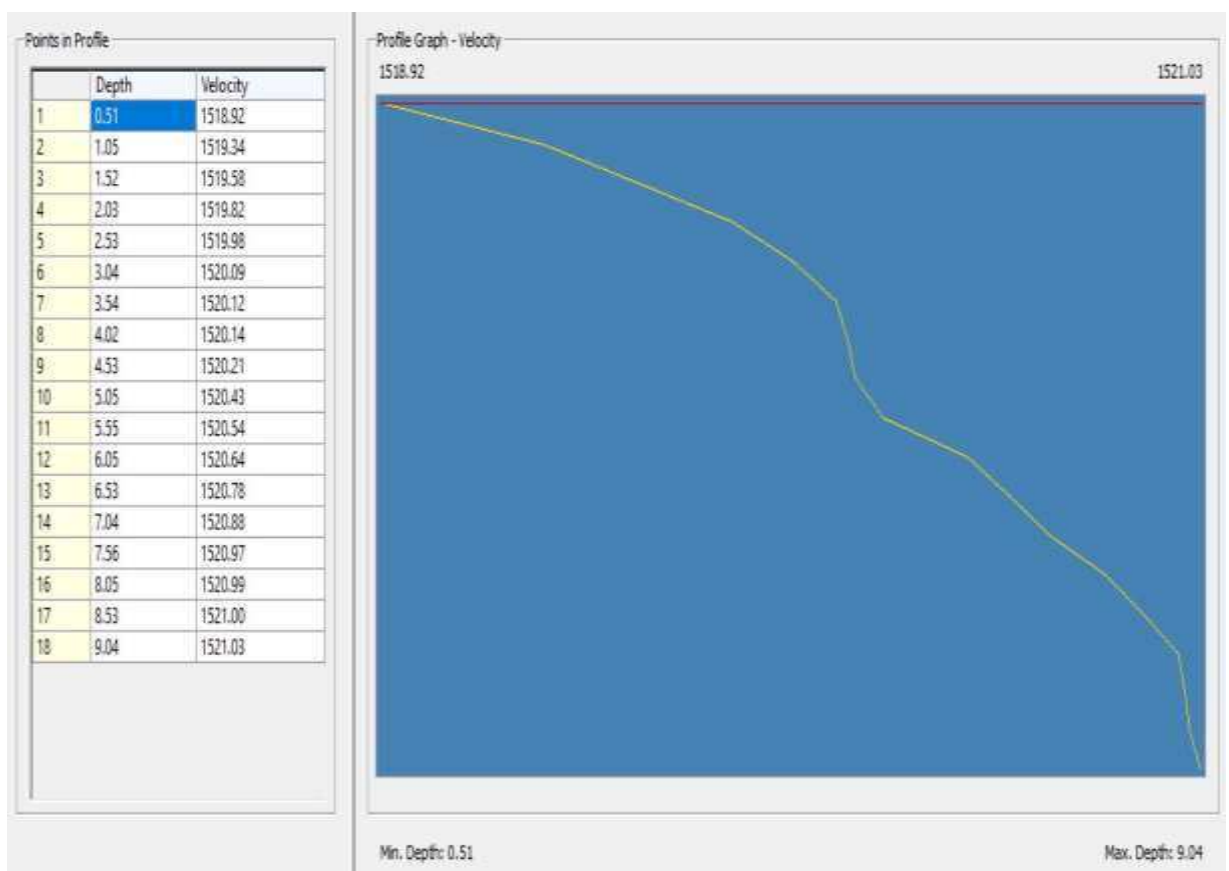 Points in Profile
Depth Velocity
1 0.51 1518.92
2 1.05 1519.34
3 1.52 1519.58
4 2.03 1519.82
5 2.53 1519.98
6 3.04 1520.09
7 3.54 1520.12
8 4.02 1520.14
9 4.53 1520.21
10 5.05 1520.43
11 5.55 1520.54
12 6.05 1520.64
13 6.53 1520.78
14 7.04 1520.88
15 7.56 1520.97
16 8.05 1520.99
17 8.53 1521.00
18 9.04 1521.03
Profile Graph - Velocity
1518.92 1521.03
Min. Depth: 0.51 Max. Depth: 9.04